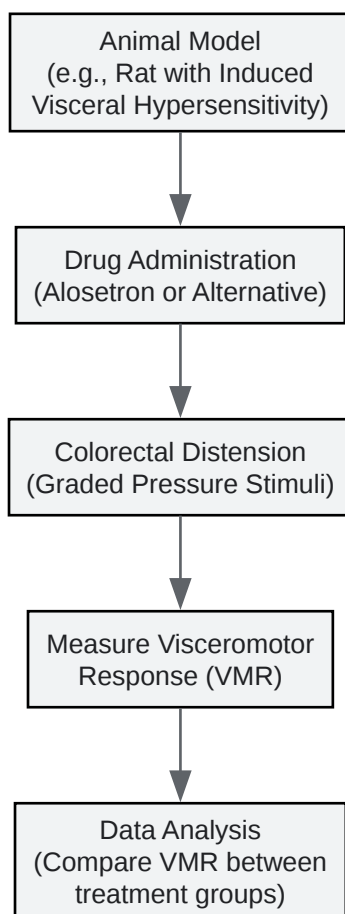 Animal Model
(e.g., Rat with Induced
Visceral Hypersensitivity)
Drug Administration
(Alosetron or Alternative)
Colorectal Distension
(Graded Pressure Stimuli)
Measure Visceromotor
Response (VMR)
Data Analysis
(Compare VMR between
treatment groups)